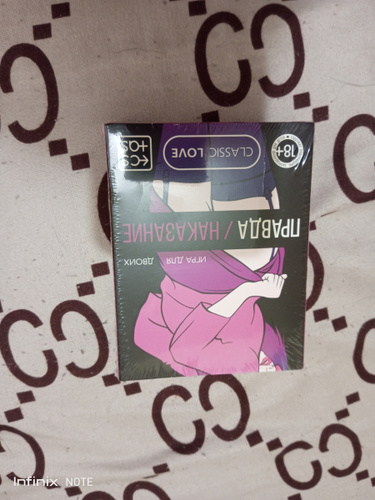 ИГРА ДЛЯ ДВОИХ
ПРАВДА / НАКАЗАНИЕ
18+ CLASSIC LOVE
Infinix NOTE